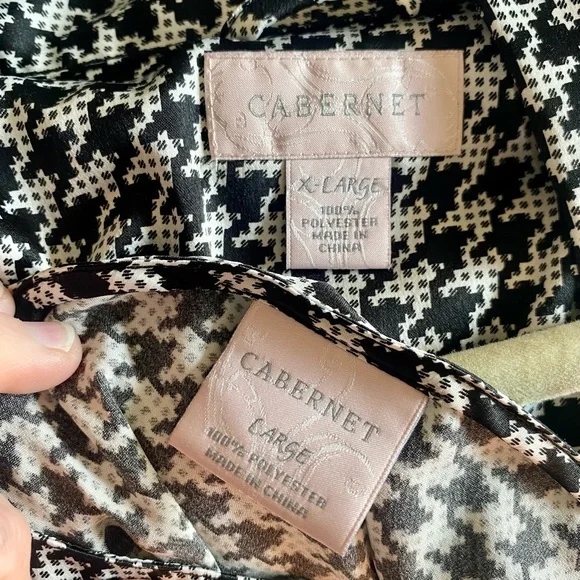 CABERNET
X-LARGE
100%
POLYESTER
MADE IN
CHINA
CABERNET
LARGE
100% POLYESTER
MADE IN CHINA